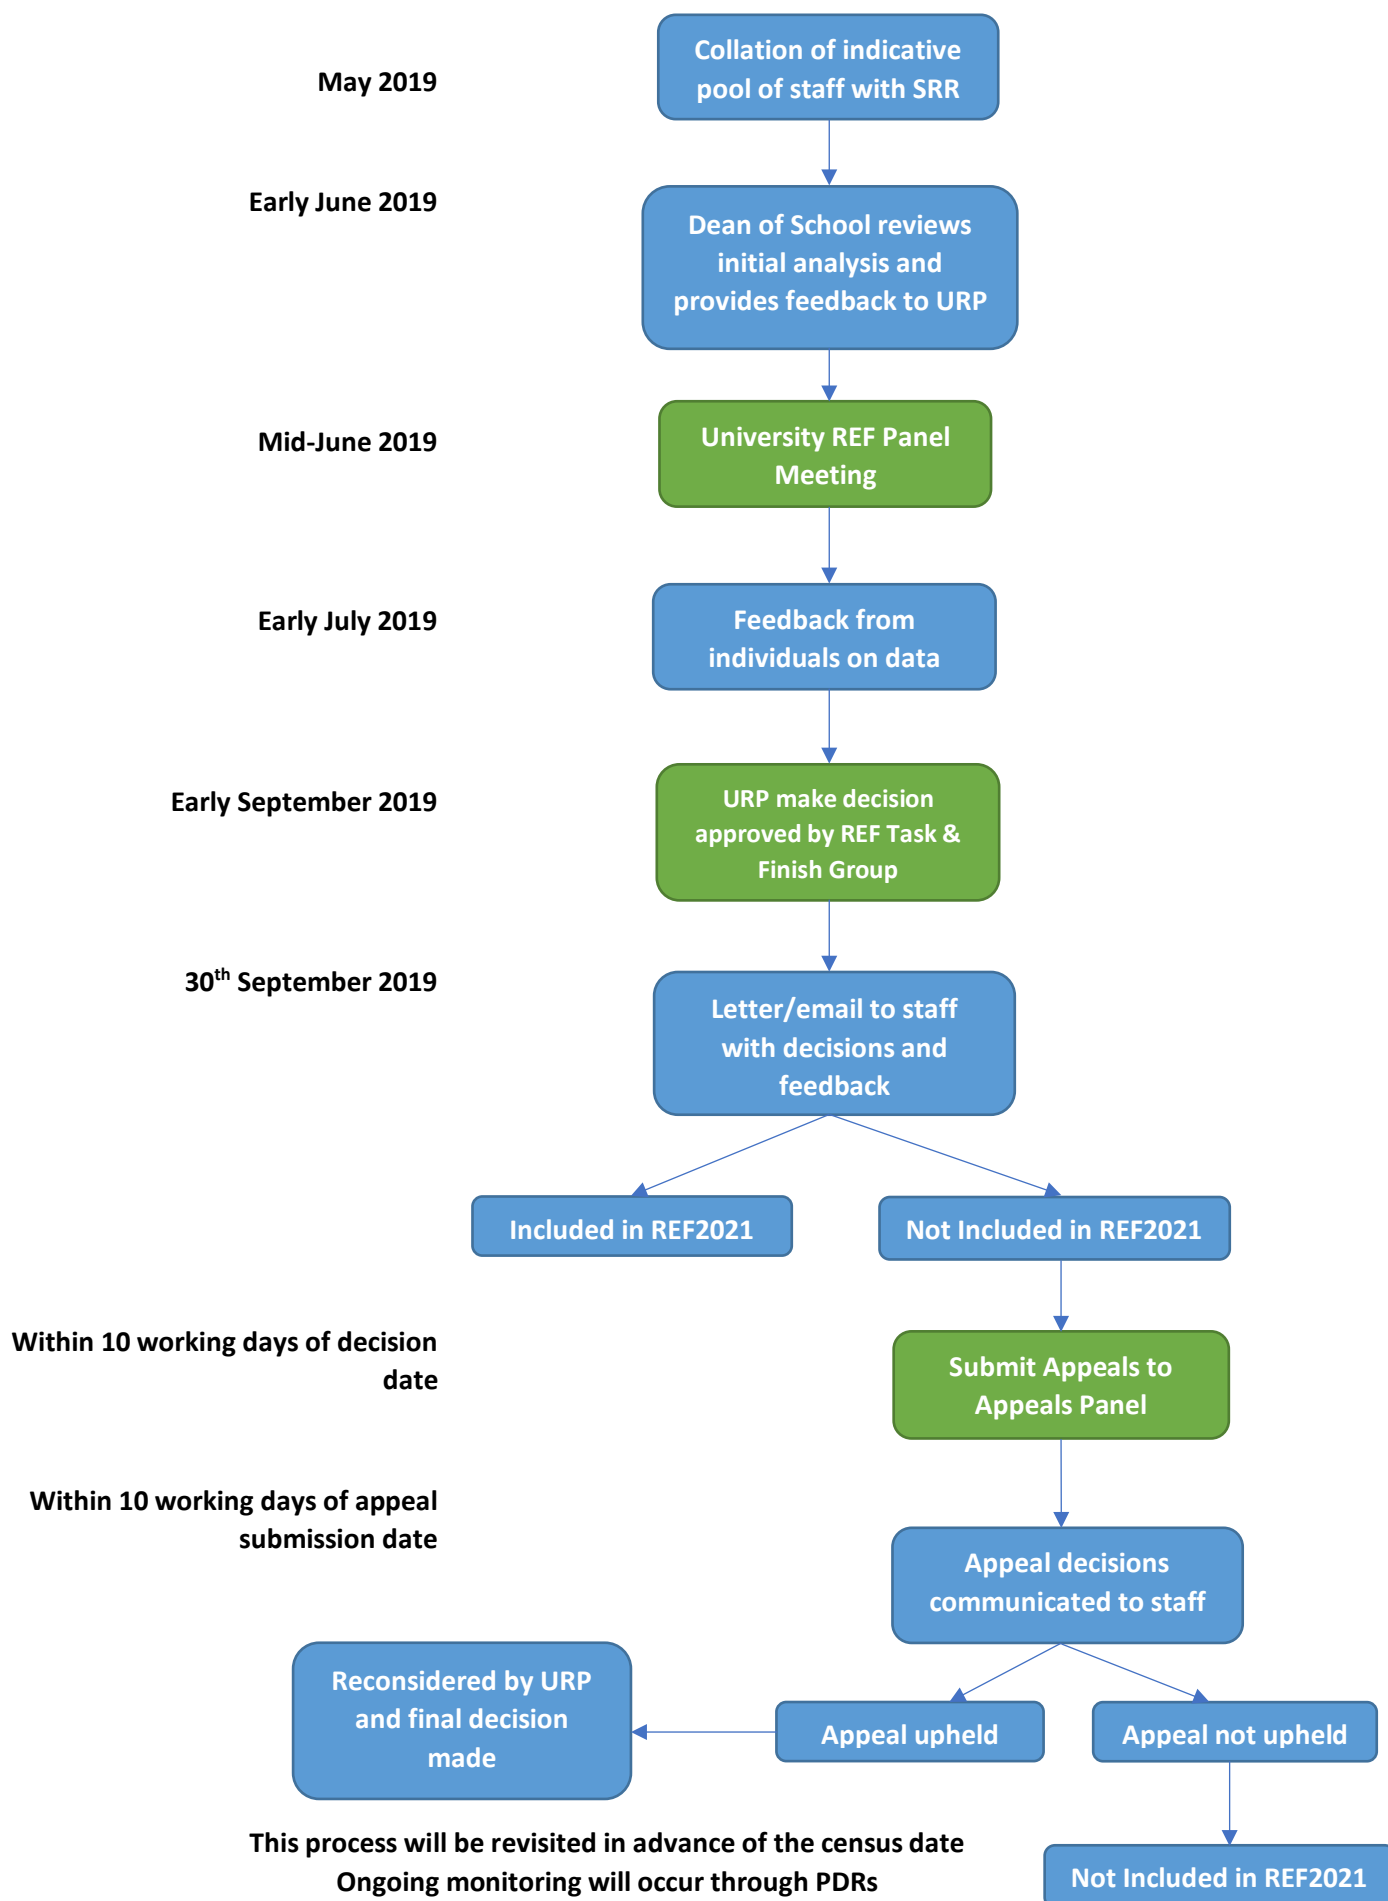 May 2019
Collation of indicative
pool of staff with SRR
Early June 2019
Dean of School reviews
initial analysis and
provides feedback to URP
Mid-June 2019
University REF Panel
Meeting
Early July 2019
Feedback from
individuals on data
Early September 2019
URP make decision
approved by REF Task &
Finish Group
30th September 2019
Letter/email to staff
with decisions and
feedback
Included in REF2021
Not Included in REF2021
Within 10 working days of decision
date
Submit Appeals to
Appeals Panel
Within 10 working days of appeal
submission date
Appeal decisions
communicated to staff
Reconsidered by URP
and final decision
made
Appeal upheld
Appeal not upheld
This process will be revisited in advance of the census date
Ongoing monitoring will occur through PDRs
Not Included in REF2021